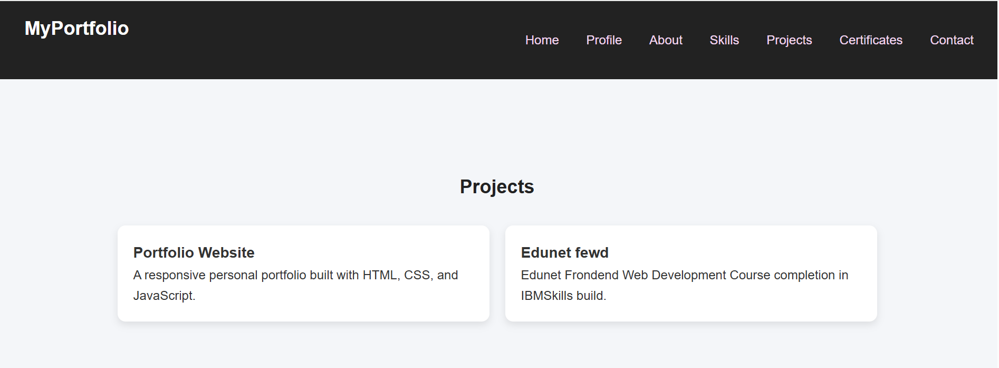 MyPortfolio
Home Profile About Skills Projects Certificates Contact
Projects
Portfolio Website
A responsive personal portfolio built with HTML, CSS, and
JavaScript.
Edunet fewd
Edunet Frondend Web Development Course completion in
IBMSkills build.